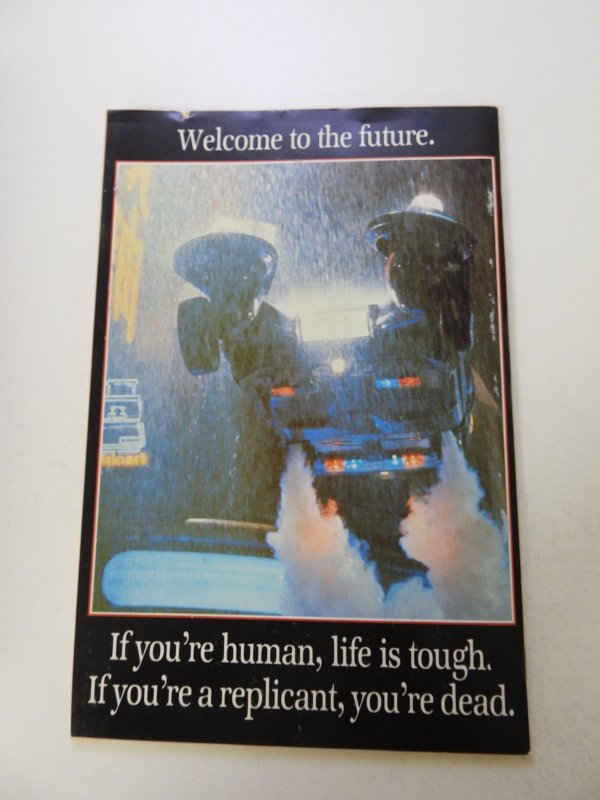 Welcome to the future.
If you're human, life is tough.
If you're a replicant, you're dead.